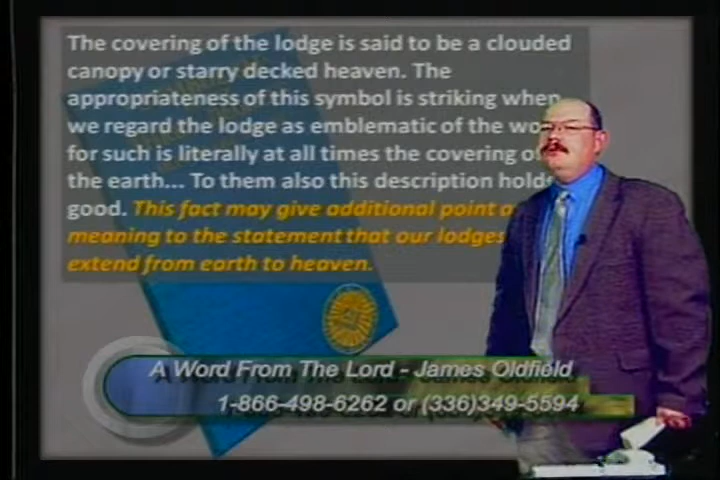 The covering of the lodge is said to be a clouded
canopy or starry decked heaven. The
appropriateness of this symbol is striking when
we regard the lodge as emblematic of the
for such is literally at all times the covering
the earth... To them also this description holds
good. This fact may give additional point
meaning to the statement that our lodges
extend from earth to heaven.
A Word From The Lord - James Oldfield
1-866-498-6262 or (336)349-5594